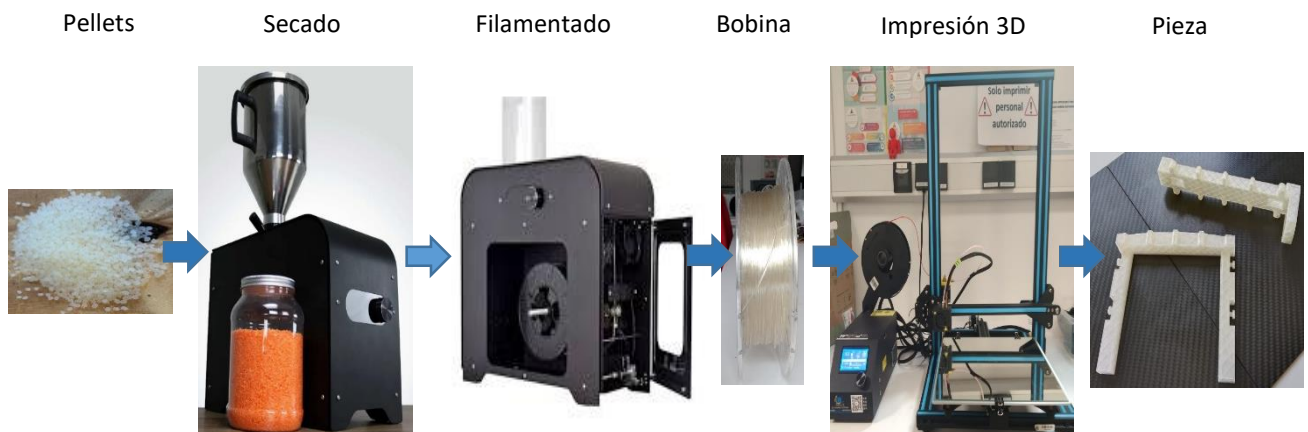 Pellets
Secado
Filamentado
Bobina
Impresión 3D
Pieza
Solo imprimir
personal
autorizado